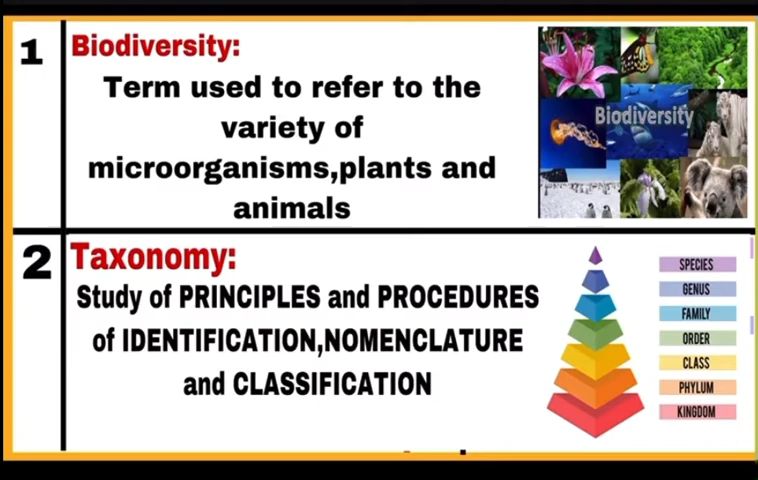 1
Biodiversity:
Term used to refer to the
variety of
microorganisms,plants and
animals
Biodiversity
2
Taxonomy:
Study of PRINCIPLES and PROCEDURES
of IDENTIFICATION,NOMENCLATURE
and CLASSIFICATION
SPECIES
GENUS
FAMILY
ORDER
CLASS
PHYLUM
KINGDOM